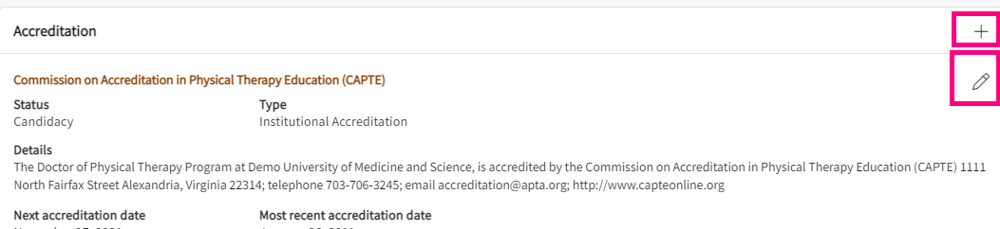 Accreditation
Commission on Accreditation in Physical Therapy Education (CAPTE)
Status Type
Candidacy Institutional Accreditation
Details
The Doctor of Physical Therapy Program at Demo University of Medicine and Science, is accredited by the Commission on Accreditation in Physical Therapy Education (CAPTE) 1111
North Fairfax Street Alexandria, Virginia 22314; telephone 703-706-3245; email accreditation@apta.org; http://www.capteonline.org
Next accreditation date Most recent accreditation date